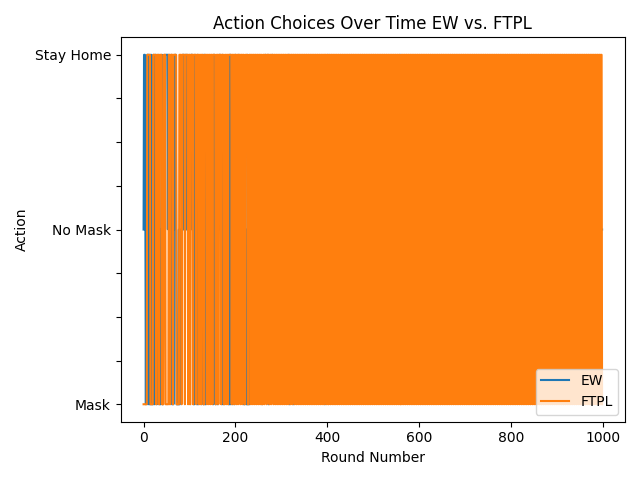 Action Choices Over Time EW vs. FTPL
Stay Home
No Mask
Mask
Action
0 200 400 600 800 1000
Round Number
EW
FTPL